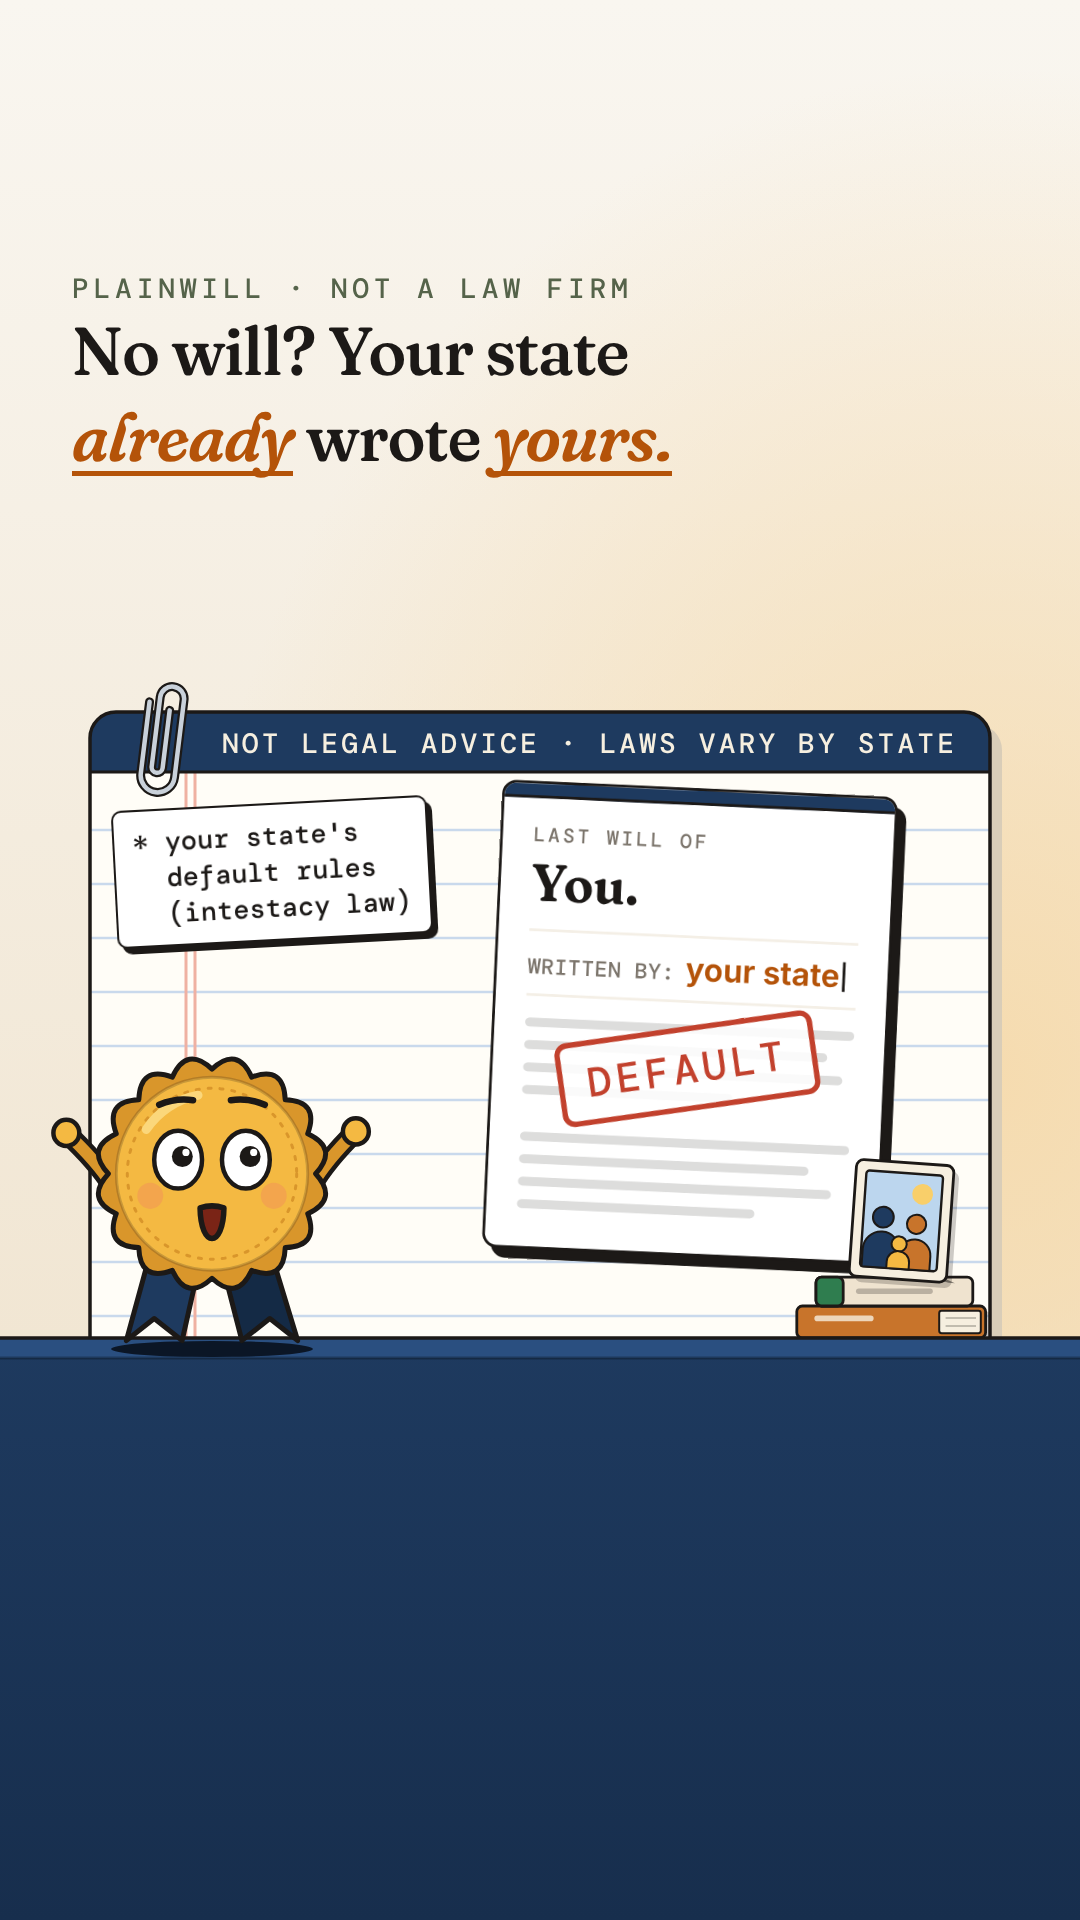 PLAINWILL · NOT A LAW FIRM
No will? Your state
already wrote yours.
NOT LEGAL ADVICE · LAWS VARY BY STATE
* your state's
default rules
(intestacy law)
LAST WILL OF
You.
WRITTEN BY: your state
DEFAULT